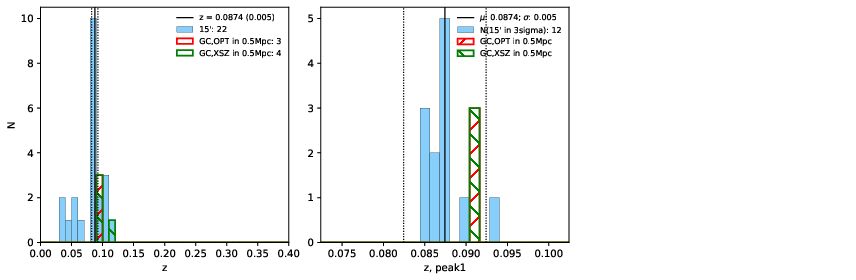 z = 0.0874 (0.005)
15': 22
GC,OPT in 0.5Mpc: 3
GC,XSZ in 0.5Mpc: 4
10
8
6
4
2
0
N
0.00 0.05 0.10 0.15 0.20 0.25 0.30 0.35 0.40
z
μ: 0.0874; σ: 0.005
N(15' in 3sigma): 12
GC,OPT in 0.5Mpc
GC,XSZ in 0.5Mpc
5
4
3
2
1
0
0.075 0.080 0.085 0.090 0.095 0.100
z, peak1